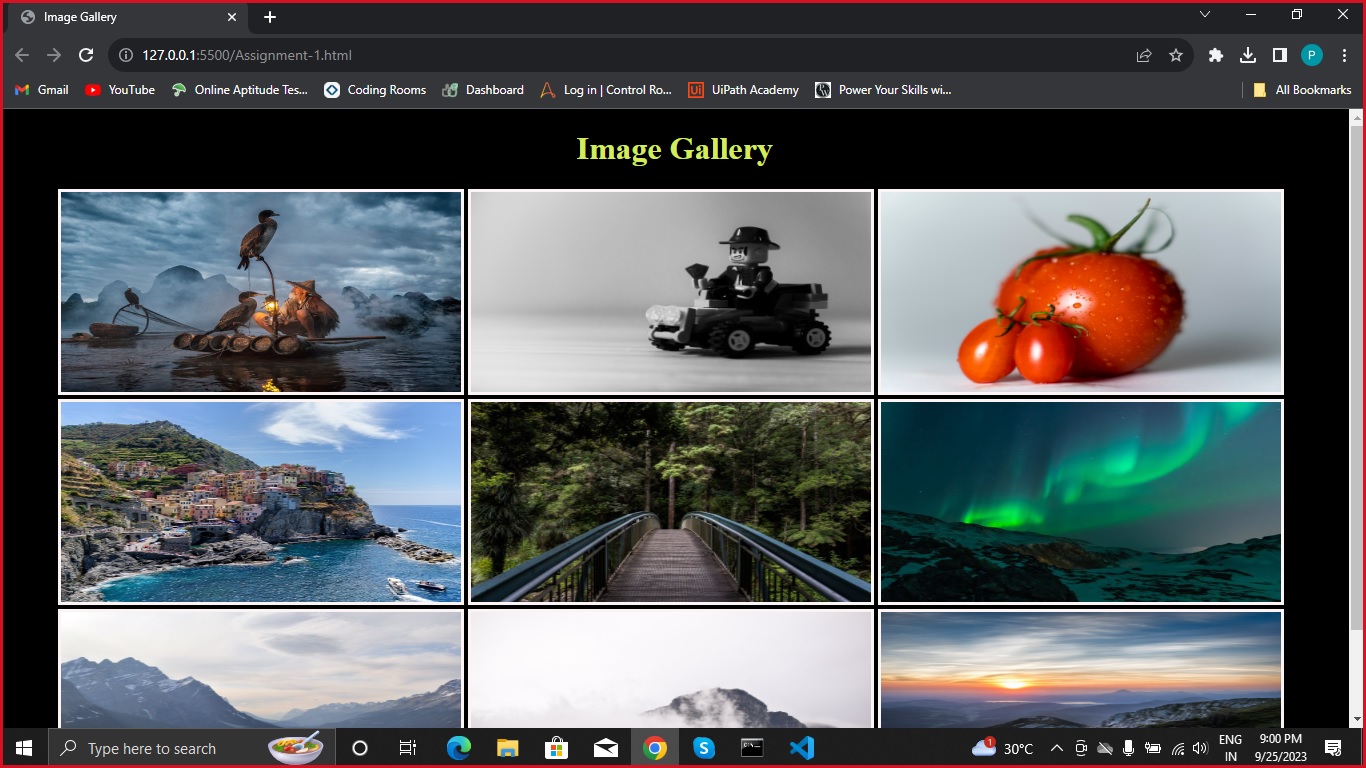 Image Gallery
127.0.0.1:5500/Assignment-1.html
P
Gmail
YouTube
Online Aptitude Tes...
Coding Rooms
Dashboard
Log in | Control Ro...
UiPath Academy
Power Your Skills wi...
All Bookmarks
Image Gallery
Type here to search
1
30°C
ENG
IN
9:00 PM
9/25/2023